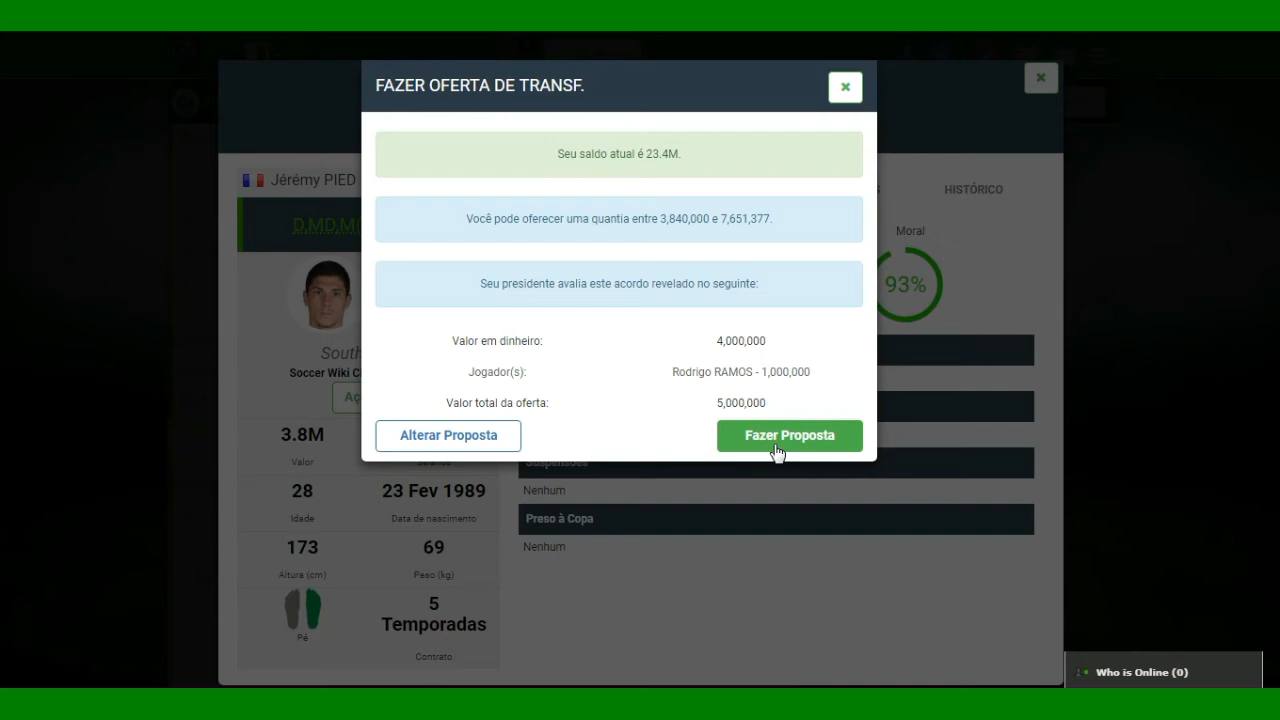 FAZER OFERTA DE TRANSF.
Seu saldo atual é 23.4M.
Você pode oferecer uma quantia entre 3,840,000 e 7,651,377.
Seu presidente avalia este acordo revelado no seguinte:
Valor em dinheiro: 4,000,000
Jogador(s): Rodrigo RAMOS - 1,000,000
Valor total da oferta: 5,000,000
Alterar Proposta Fazer Proposta
Jérémy PIED
HISTÓRICO
D,MD,M(
Moral
93%
South
Soccer Wiki C
Aç
3.8M
Valor
28 23 Fev 1989
Idade Data de nascimento
173 69
Altura (cm) Peso (kg)
5
Temporadas
Pé
Contrato
Suspensões
Nenhum
Preso à Copa
Nenhum
Who is Online (0)